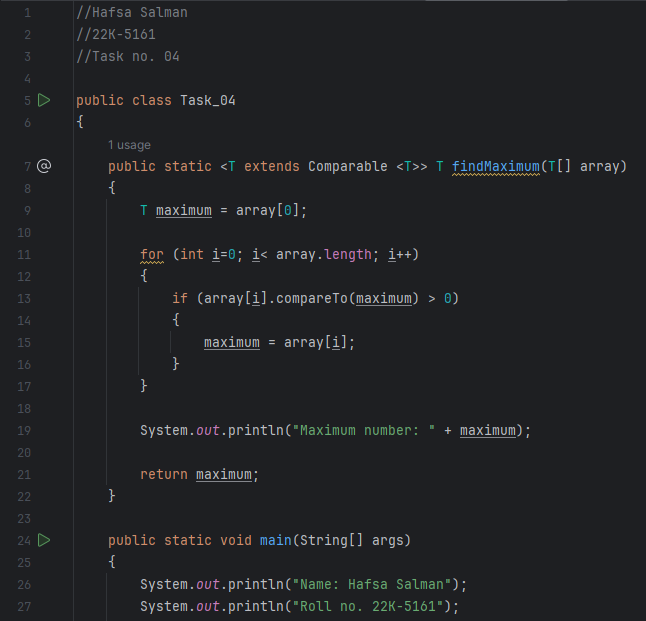 1 //Hafsa Salman
2 //22K-5161
3 //Task no. 04
4
5 public class Task_04
6 {
1 usage
7 @ public static <T extends Comparable <T>> T findMaximum(T[] array)
8 {
9 T maximum = array[0];
10
11 for (int i=0; i< array.length; i++)
12 {
13 if (array[i].compareTo(maximum) > 0)
14 {
15 maximum = array[i];
16 }
17 }
18
19 System.out.println("Maximum number: " + maximum);
20
21 return maximum;
22 }
23
24 public static void main(String[] args)
25 {
26 System.out.println("Name: Hafsa Salman");
27 System.out.println("Roll no. 22K-5161");